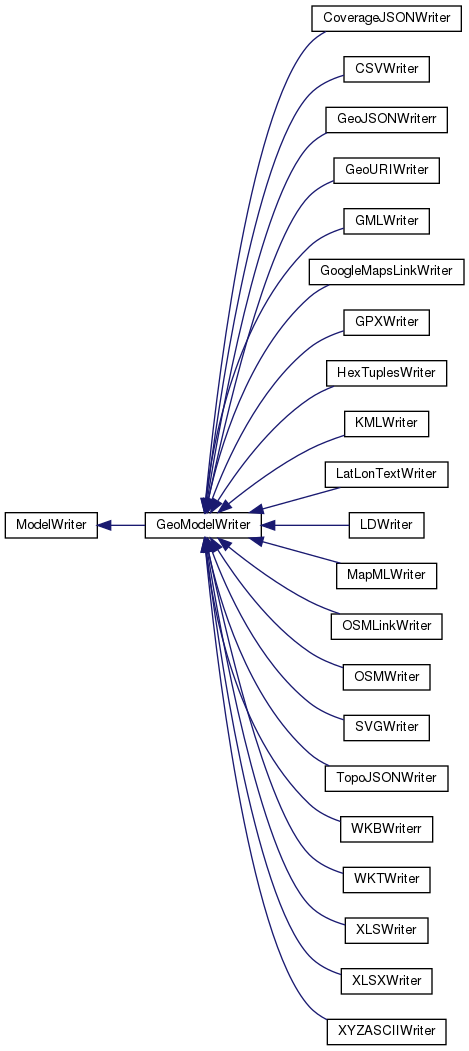 CoverageJSONWriter
CSVWriter
GeoJSONWriterr
GeoURIWriter
GMLWriter
GoogleMapsLinkWriter
GPXWriter
HexTuplesWriter
KMLWriter
LatLonTextWriter
ModelWriter
GeoModelWriter
LDWriter
MapMLWriter
OSMLinkWriter
OSMWriter
SVGWriter
TopoJSONWriter
WKBWriterr
WKTWriter
XLSWriter
XLSXWriter
XYZASCIIWriter